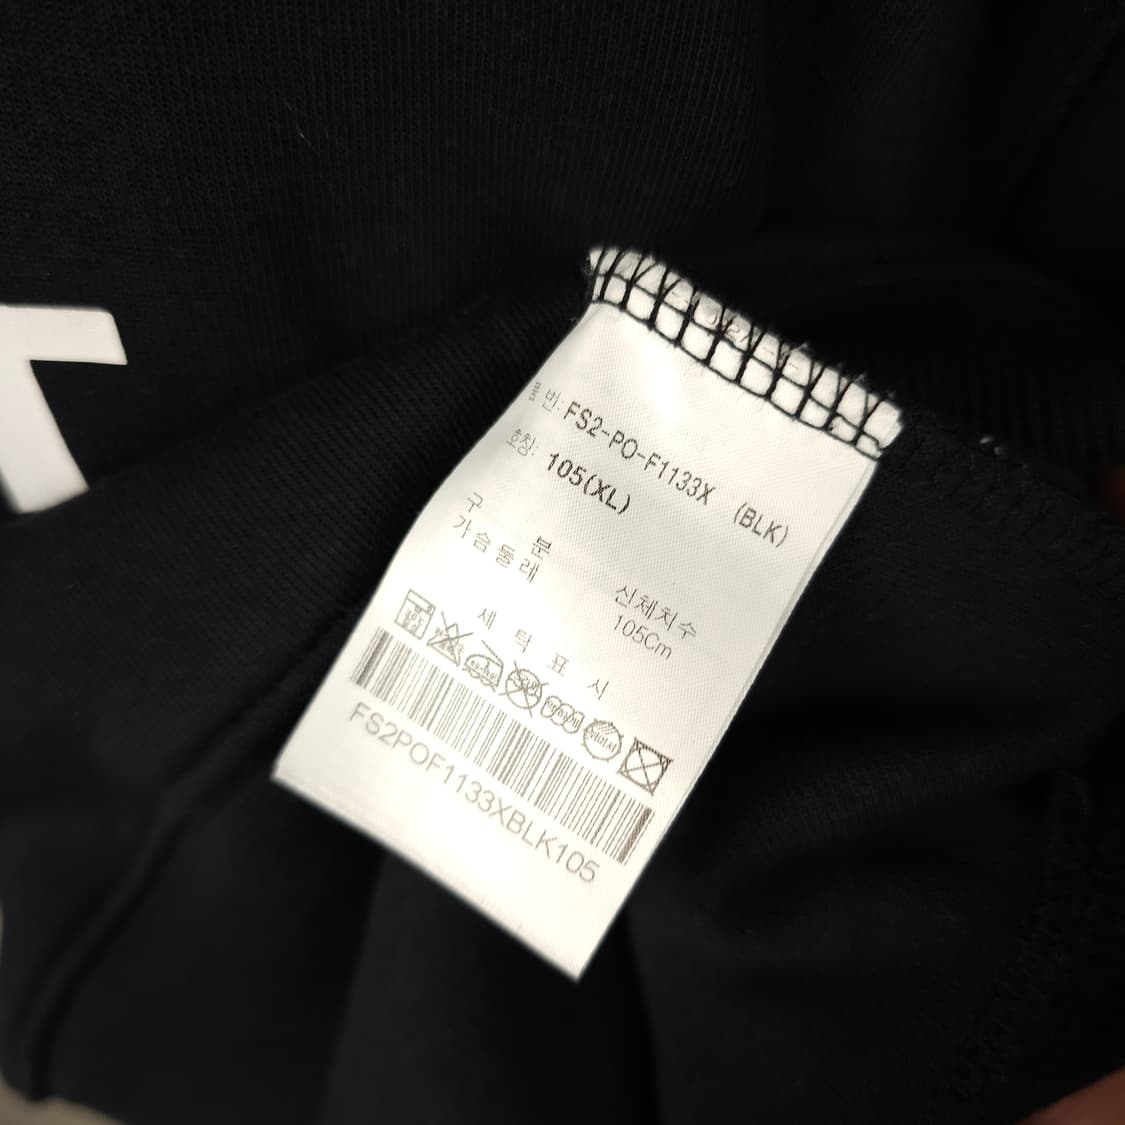 품 번: FS2-PO-F1133X (BLK)
호칭: 105(XL)
구 분 신체치수
가슴둘레 105Cm
세 탁 표 시
FS2POF1133XBLK105
T